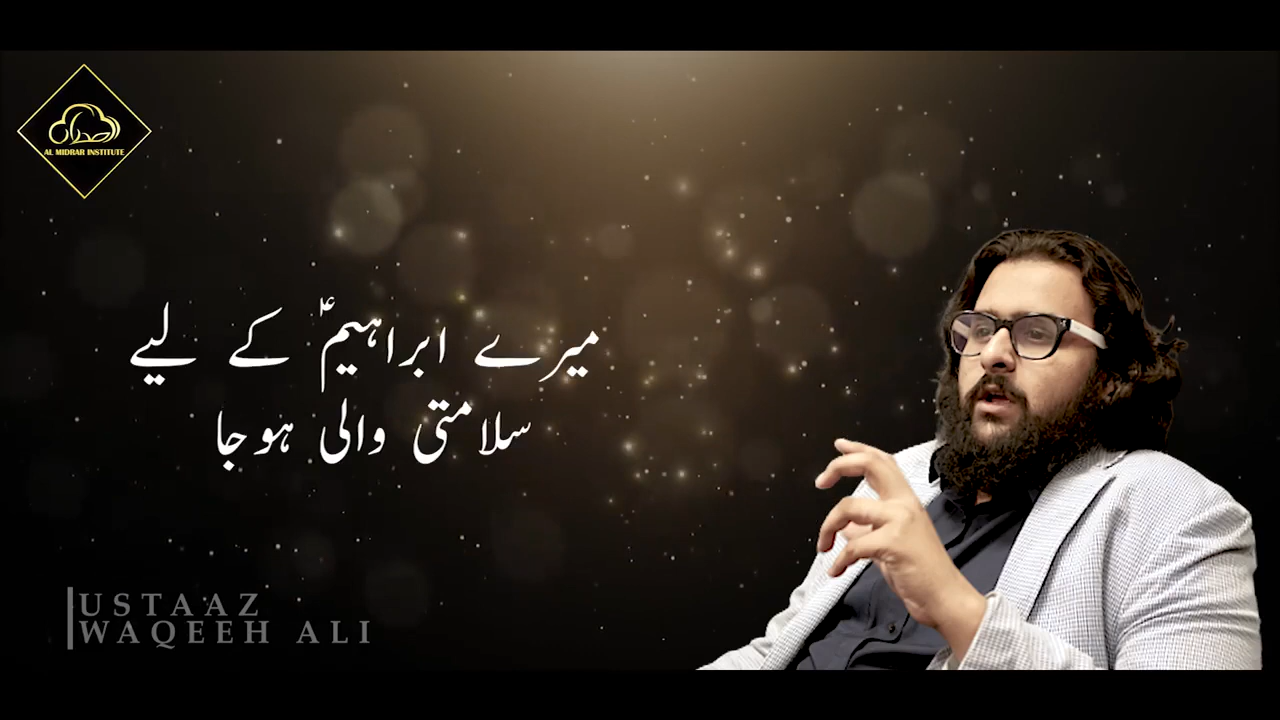 AL MIDRAR INSTITUTE
میرے ابراہیمؑ کے لیے
سلامتی والی ہوجا
USTAAZ
WAQEEH ALI